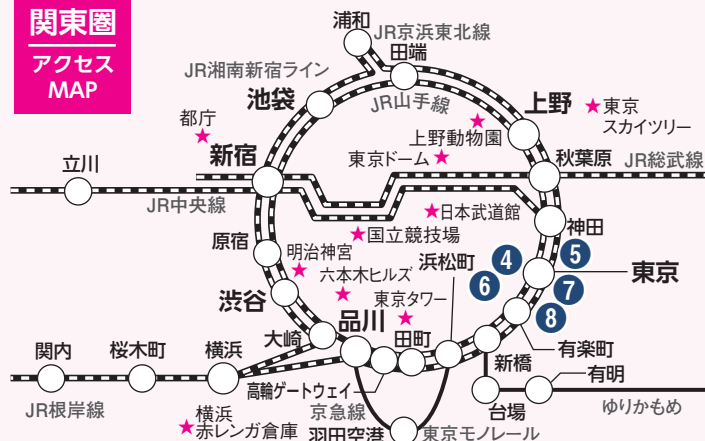 関東圏
アクセス
MAP
浦和
JR京浜東北線
田端
JR湘南新宿ライン
池袋
JR山手線
上野
★東京
スカイツリー
都庁
★
★
上野動物園
新宿
東京ドーム★
秋葉原
JR総武線
立川
JR中央線
★日本武道館
神田
★国立競技場
原宿
明治神宮
★
浜松町
4
5
六本木ヒルズ
★
6
東京
7
渋谷
東京タワー
★
8
品川
大崎
田町
有楽町
新橋
関内
桜木町
横浜
高輪ゲートウェイ
有明
JR根岸線
横浜
★赤レンガ倉庫
京急線
台場
ゆりかもめ
羽田空港
東京モノレール